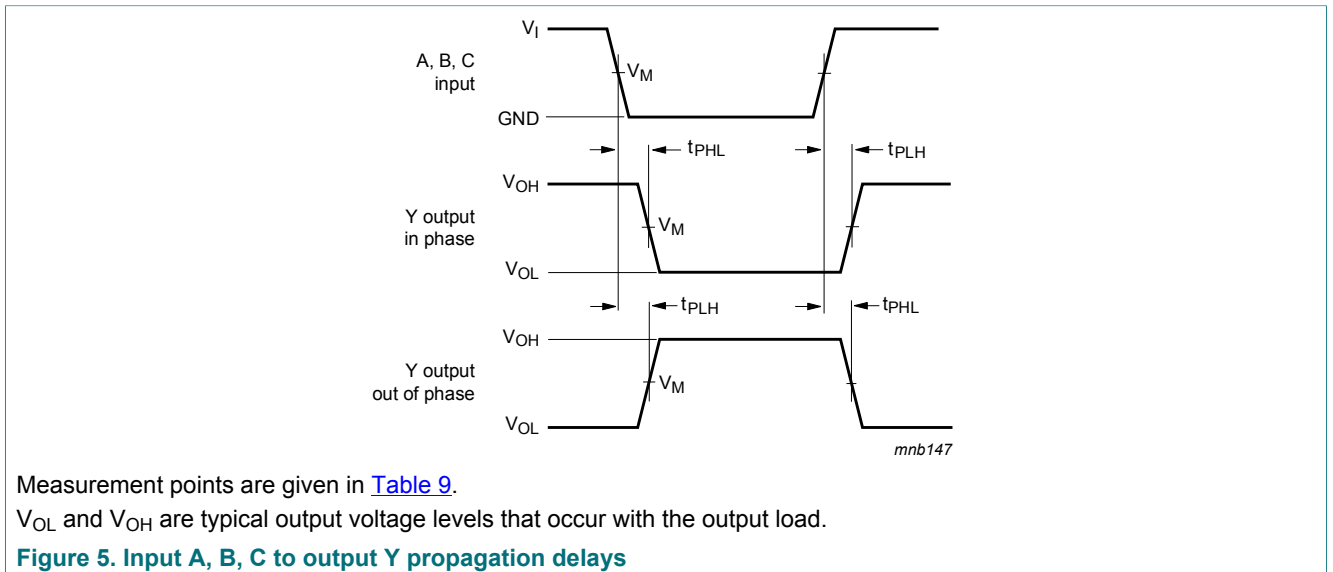 VI
A, B, C
input
VM
GND
tPHL
tPLH
VOH
Y output
in phase
VM
VOL
tPLH
tPHL
VOH
Y output
out of phase
VM
VOL
mnb147
Measurement points are given in Table 9.
VOL and VOH are typical output voltage levels that occur with the output load.
Figure 5. Input A, B, C to output Y propagation delays